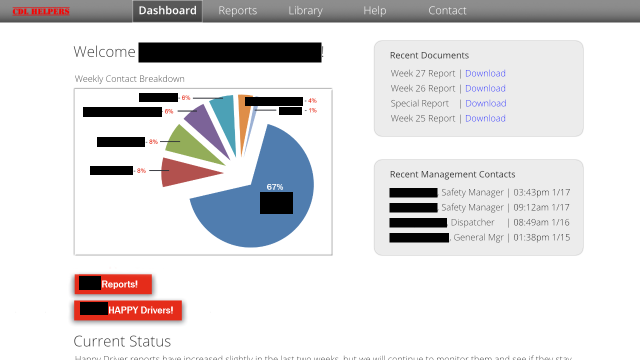 CDL HELPERS
Dashboard Reports Library Help Contact
Welcome !
Weekly Contact Breakdown
- 6%
- 4%
6%
- 1%
- 8%
- 8%
67%
Reports!
HAPPY Drivers!
Current Status
Happy Driver reports have increased slightly in the last two weeks, but we will continue to monitor them and see if they stay
Recent Documents
Week 27 Report | Download
Week 26 Report | Download
Special Report | Download
Week 25 Report | Download
Recent Management Contacts
, Safety Manager | 03:43pm 1/17
, Safety Manager | 09:12am 1/17
Dispatcher | 08:49am 1/16
, General Mgr | 01:38pm 1/15